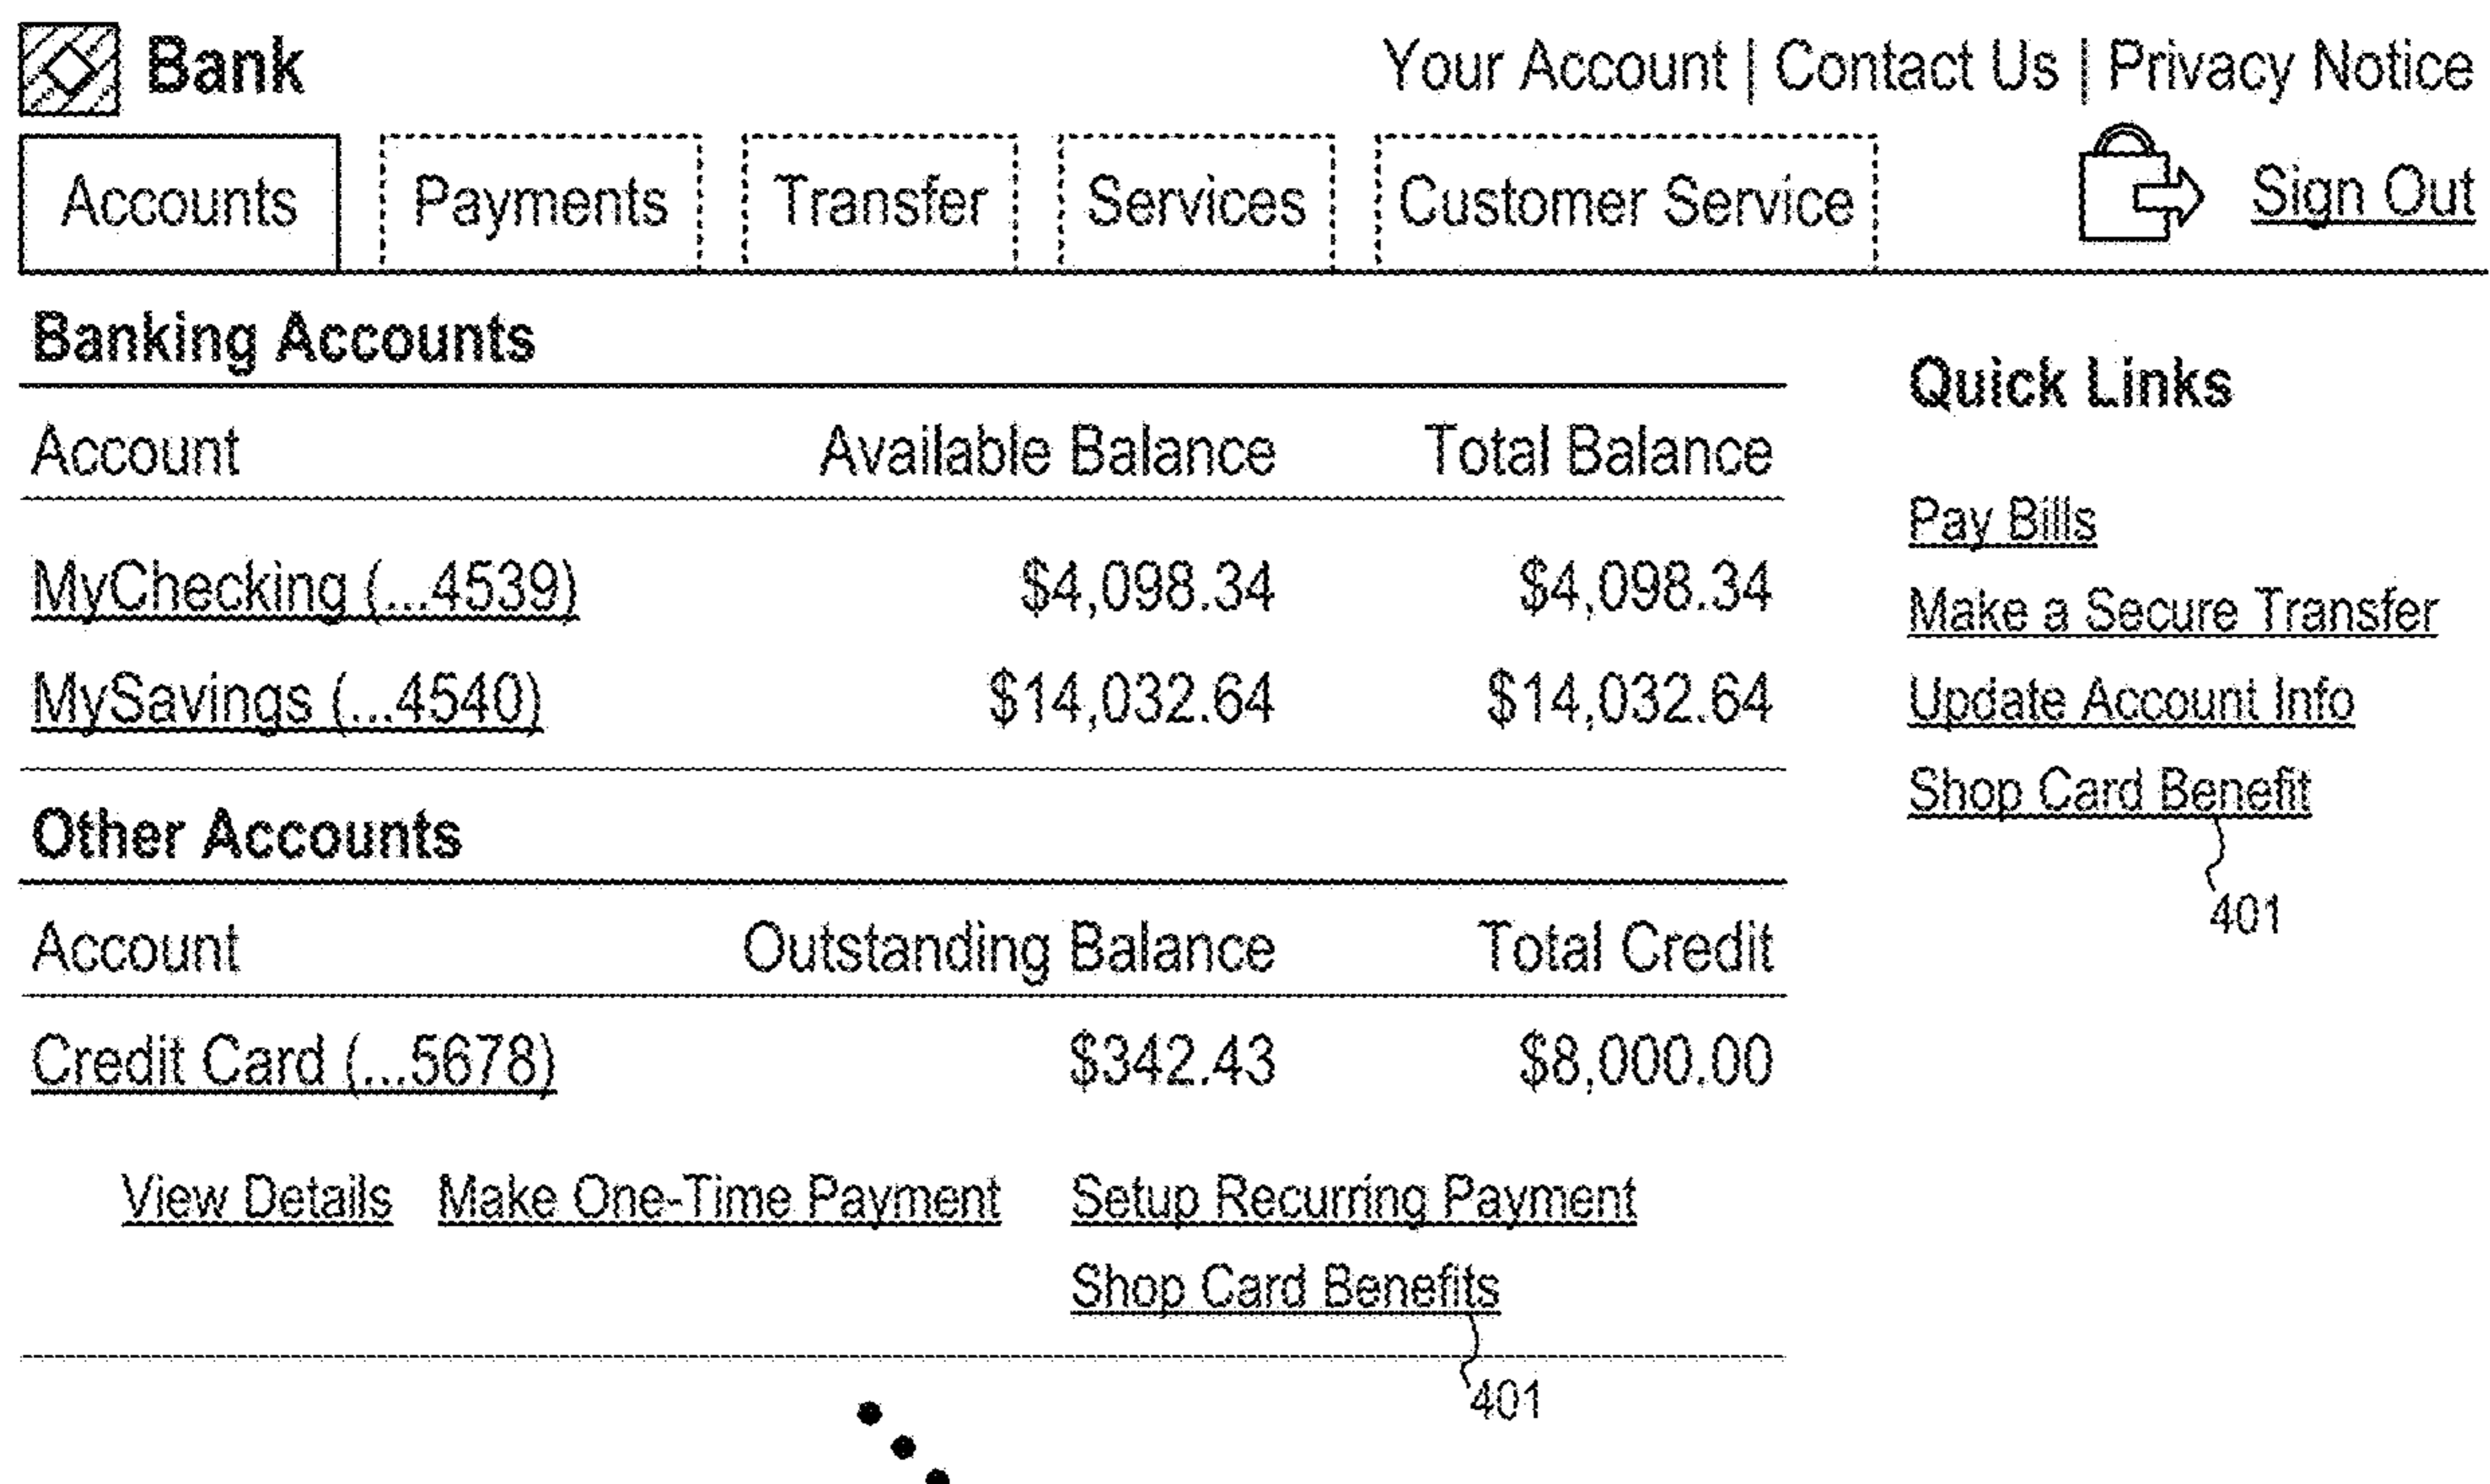 Bank
Your Account | Contact Us | Privacy Notice
Accounts Payments Transfer Services Customer Service Sign Out
Banking Accounts
Account Available Balance Total Balance
MyChecking (...4539) $4,098.34 $4,098.34
MySavings (...4540) $14,032.64 $14,032.64
Other Accounts
Account Outstanding Balance Total Credit
Credit Card (...5678) $342.43 $8,000.00
View Details Make One-Time Payment Setup Recurring Payment
Shop Card Benefits
401
Quick Links
Pay Bills
Make a Secure Transfer
Update Account Info
Shop Card Benefit
401